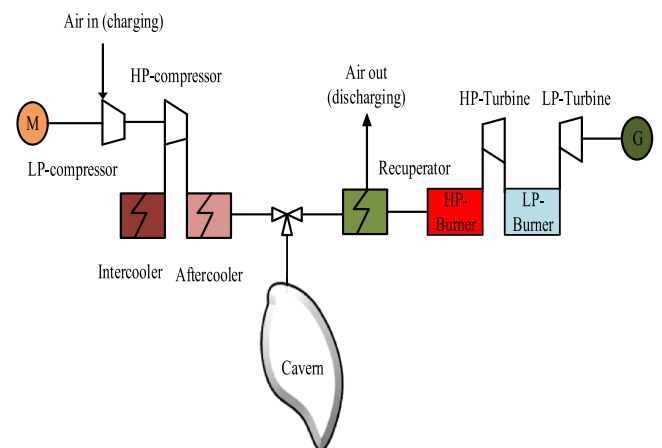 Air in (charging)
HP-compressor
Air out
(discharging)
HP-Turbine
LP-Turbine
M
G
LP-compressor
Recuperator
HP-
Burner
LP-
Burner
Intercooler
Aftercooler
Cavern